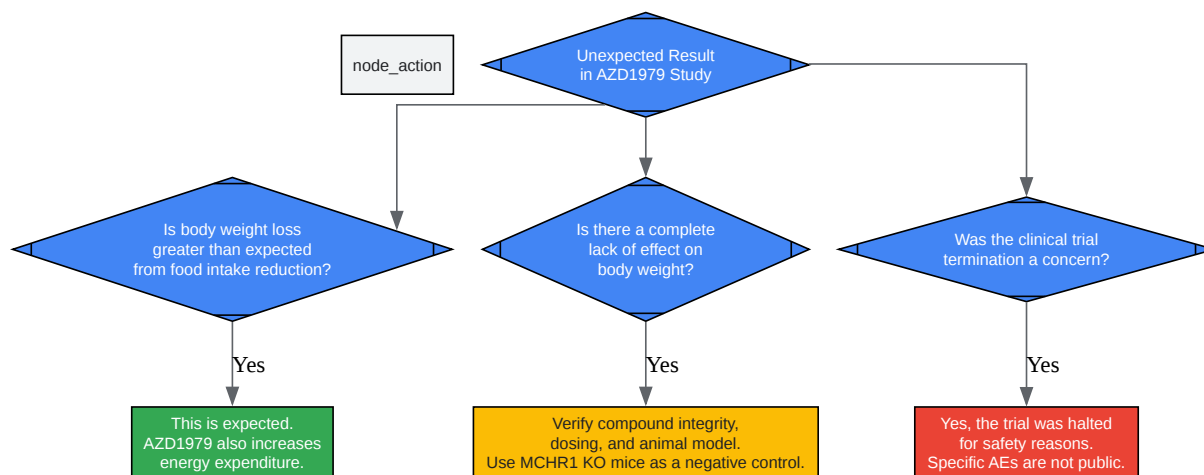 node_action
Unexpected Result
in AZD1979 Study
Is body weight loss
greater than expected
from food intake reduction?
Is there a complete
lack of effect on
body weight?
Was the clinical trial
termination a concern?
Yes
Yes
Yes
This is expected.
AZD1979 also increases
energy expenditure.
Verify compound integrity,
dosing, and animal model.
Use MCHR1 KO mice as a negative control.
Yes, the trial was halted
for safety reasons.
Specific AEs are not public.